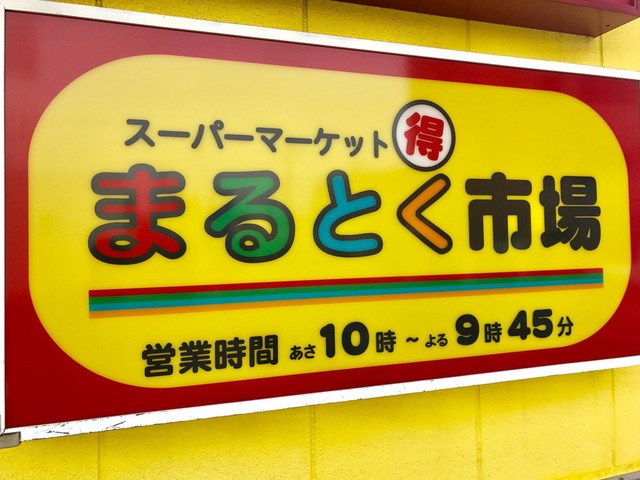 スーパーマーケット 得
まるとく市場
営業時間 あさ10時~よる9時45分